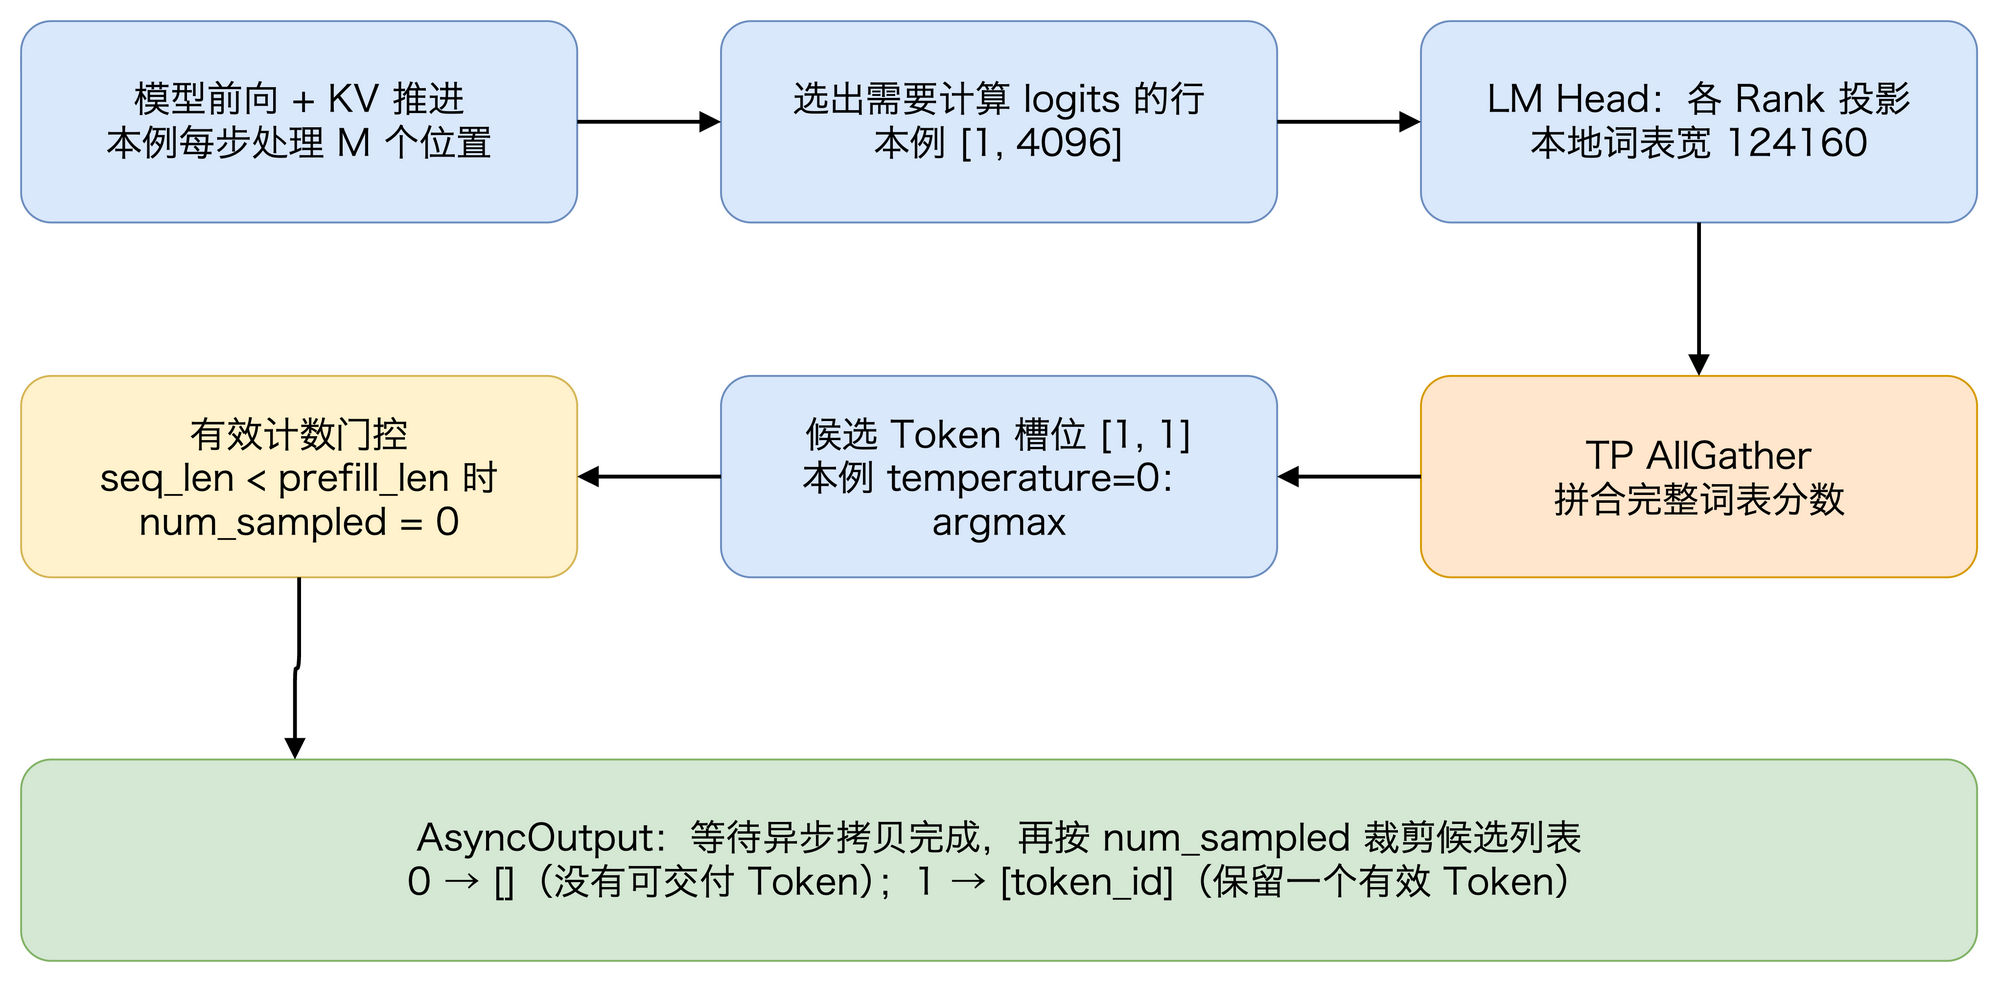 模型前向 + KV 推进
本例每步处理 M 个位置
选出需要计算 logits 的行
本例 [1, 4096]
LM Head：各 Rank 投影
本地词表宽 124160
有效计数门控
seq_len < prefill_len 时
num_sampled = 0
候选 Token 槽位 [1, 1]
本例 temperature=0：
argmax
TP AllGather
拼合完整词表分数
AsyncOutput：等待异步拷贝完成，再按 num_sampled 裁剪候选列表
0 → []（没有可交付 Token）；1 → [token_id]（保留一个有效 Token）